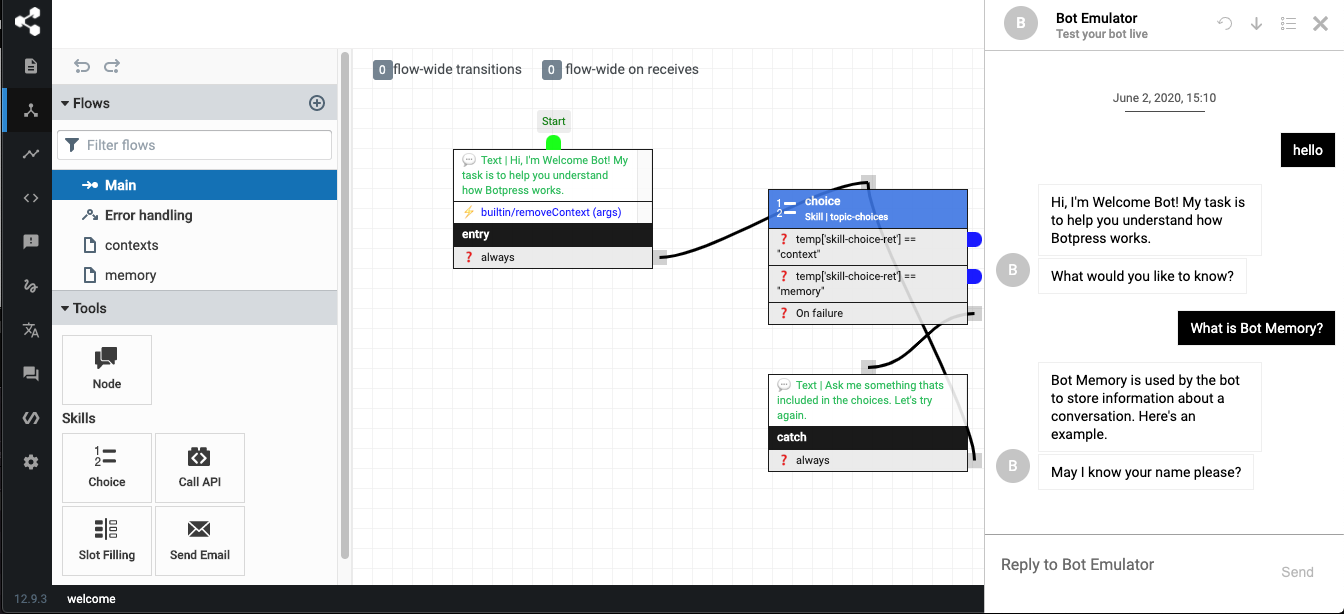 Flows
Filter flows
Main
Error handling
contexts
memory
Tools
Node
Skills
1
2
Choice
Call API
Slot Filling
Send Email
12.9.3
welcome
0 flow-wide transitions
0 flow-wide on receives
Start
Text | Hi, I'm Welcome Bot! My
task is to help you understand
how Botpress works.
builtin/removeContext (args)
entry
? always
1
2
choice
Skill | topic-choices
? temp['skill-choice-ret'] ==
"context"
? temp['skill-choice-ret'] ==
"memory"
? On failure
Text | Ask me something thats
included in the choices. Let's try
again.
catch
? always
B
Bot Emulator
Test your bot live
June 2, 2020, 15:10
hello
Hi, I'm Welcome Bot! My task is
to help you understand how
Botpress works.
B
What would you like to know?
What is Bot Memory?
Bot Memory is used by the bot
to store information about a
conversation. Here's an
example.
B
May I know your name please?
Reply to Bot Emulator
Send